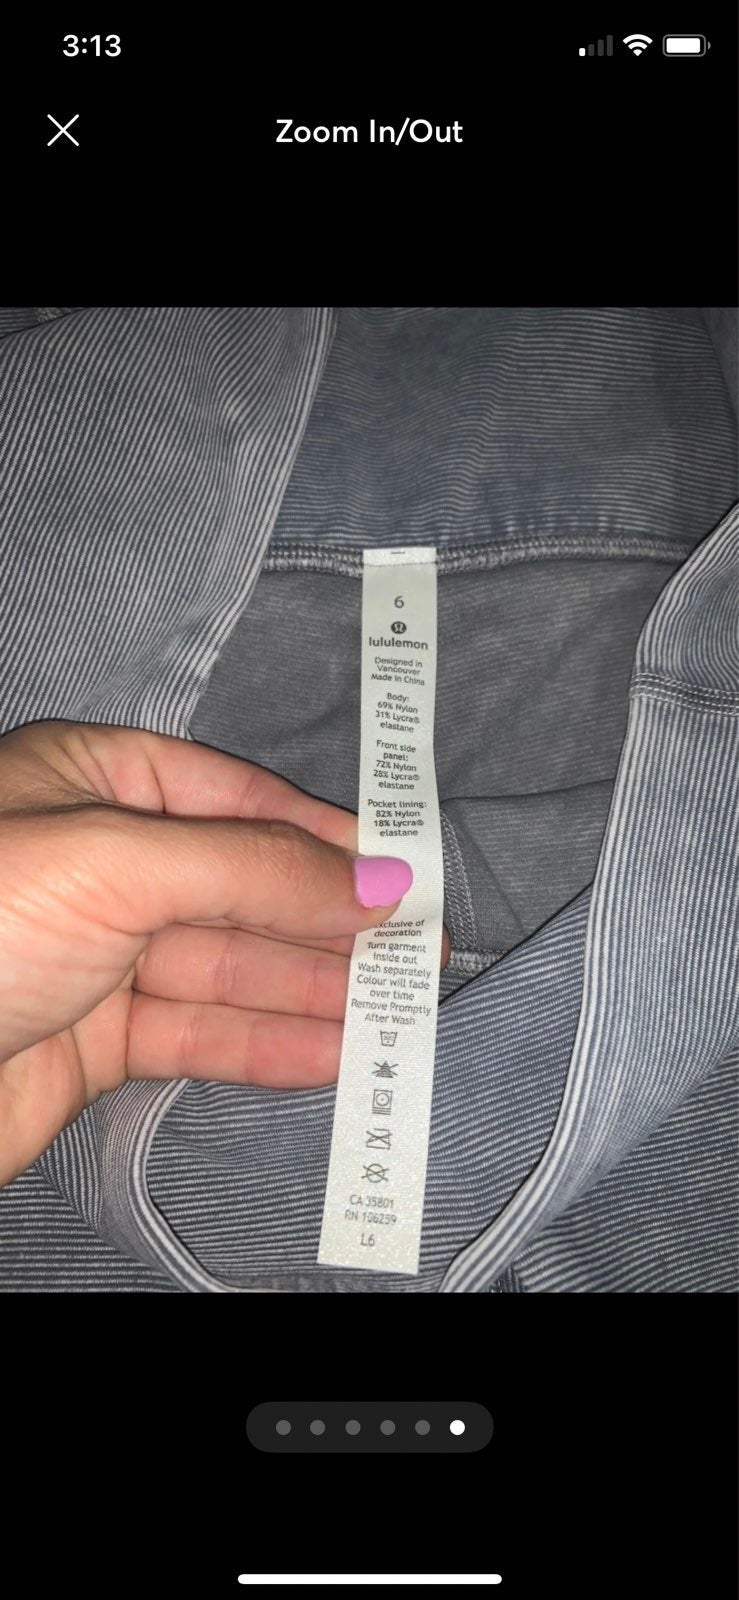 3:13
Zoom In/Out
6
lululemon
Designed in
Vancouver
Made in China
Body:
69% Nylon
31% Lycra®
elastane
Front side
panel:
72% Nylon
28% Lycra®
elastane
Pocket lining:
82% Nylon
18% Lycra®
elastane
exclusive of
decoration
Turn garment
inside out
Wash separately
Colour will fade
over time
Remove Promptly
After Wash
CA 35801
RN 106259
L6